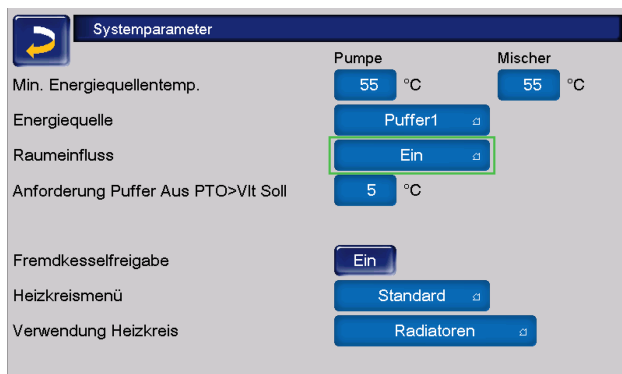 Systemparameter
Pumpe Mischer
Min. Energiequellentemp. 55 °C 55 °C
Energiequelle Puffer1
Raumeinfluss Ein
Anforderung Puffer Aus PTO>Vlt Soll 5 °C
Fremdkesselfreigabe Ein
Heizkreismenü Standard
Verwendung Heizkreis Radiatoren